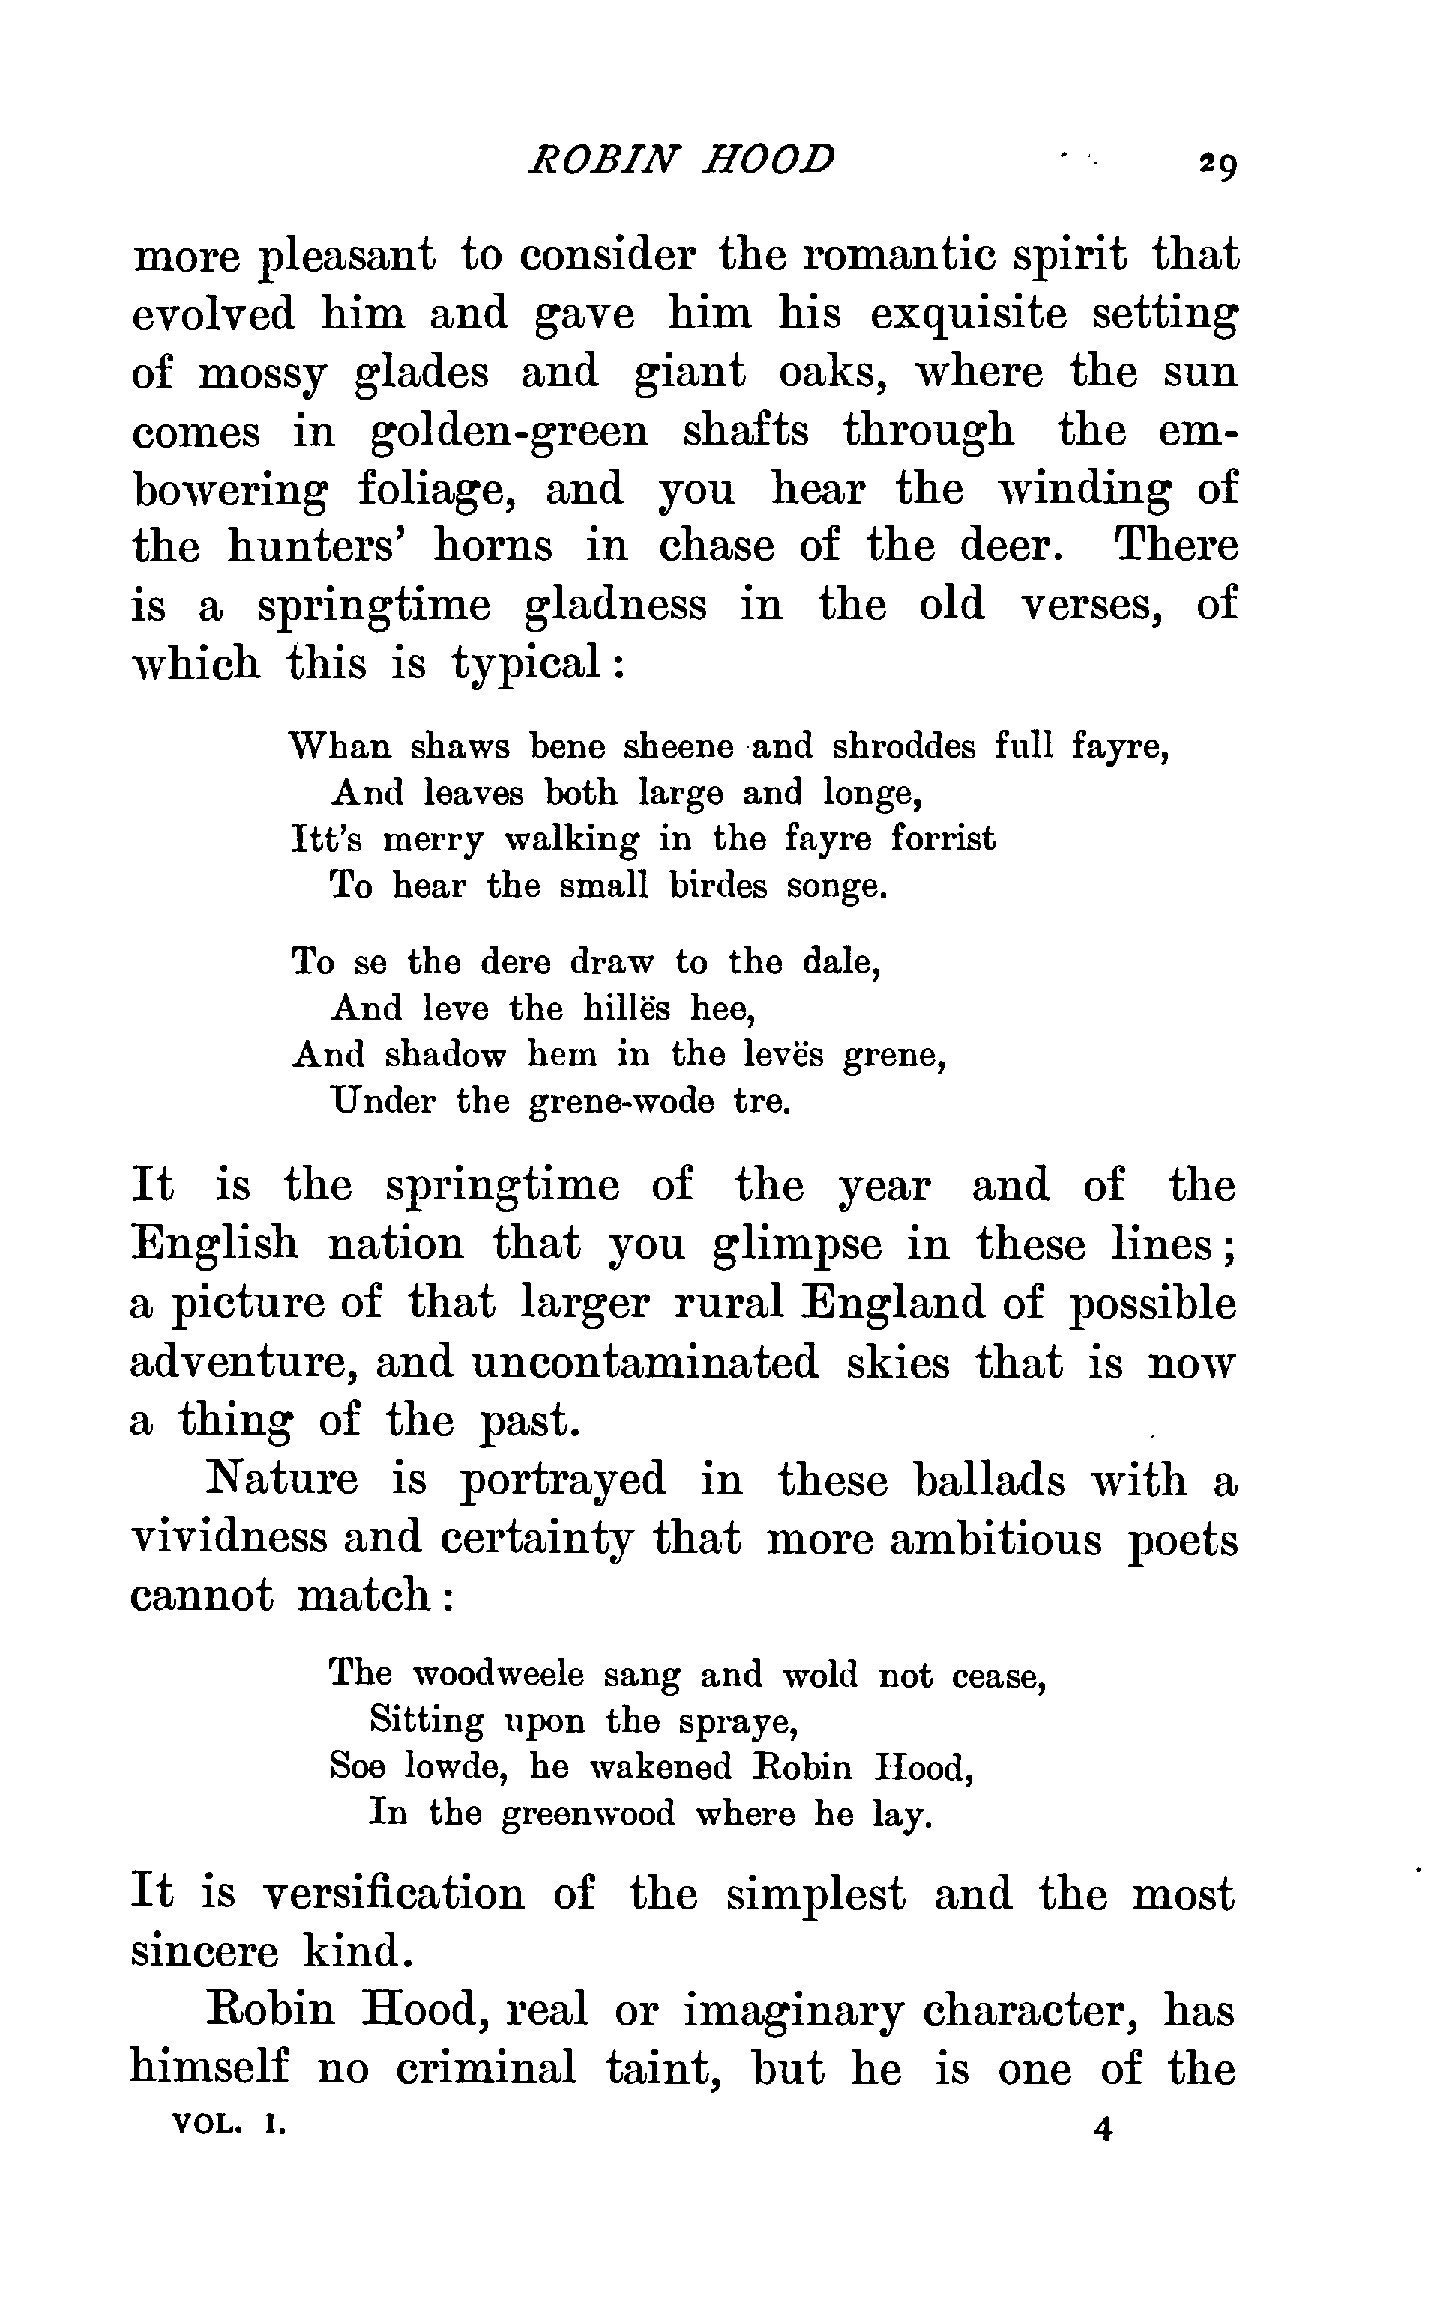 ROBIN HOOD 29
more pleasant to consider the romantic spirit that
evolved him and gave him his exquisite setting
of mossy glades and giant oaks, where the sun
comes in golden-green shafts through the em-
bowering foliage, and you hear the winding of
the hunters' horns in chase of the deer. There
is a springtime gladness in the old verses, of
which this is typical :
Whan shaws bene sheene and shroddes full fayre,
And leaves both large and longe,
Itt's merry walking in the fayre forrist
To hear the small birdes songe.
To se the dere draw to the dale,
And leve the hillës hee,
And shadow hem in the levës grene,
Under the grene-wode tre.
It is the springtime of the year and of the
English nation that you glimpse in these lines ;
a picture of that larger rural England of possible
adventure, and uncontaminated skies that is now
a thing of the past.
Nature is portrayed in these ballads with a
vividness and certainty that more ambitious poets
cannot match :
The woodweele sang and wold not cease,
Sitting upon the spraye,
Soe lowde, he wakened Robin Hood,
In the greenwood where he lay.
It is versification of the simplest and the most
sincere kind.
Robin Hood, real or imaginary character, has
himself no criminal taint, but he is one of the
VOL. I. 4